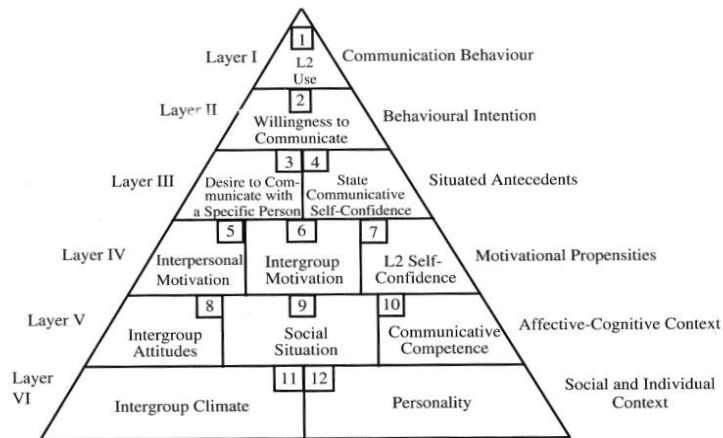 1
Layer I
L2
Use
Communication Behaviour
2
Layer II
Willingness to
Communicate
Behavioural Intention
3 4
Layer III
Desire to Com-
municate with
a Specific Person
State
Communicative
Self-Confidence
Situated Antecedents
5 6 7
Layer IV
Interpersonal
Motivation
Intergroup
Motivation
L2 Self-
Confidence
Motivational Propensities
8 9 10
Layer V
Intergroup
Attitudes
Social
Situation
Communicative
Competence
Affective-Cognitive Context
11 12
Layer
VI
Intergroup Climate
Personality
Social and Individual
Context